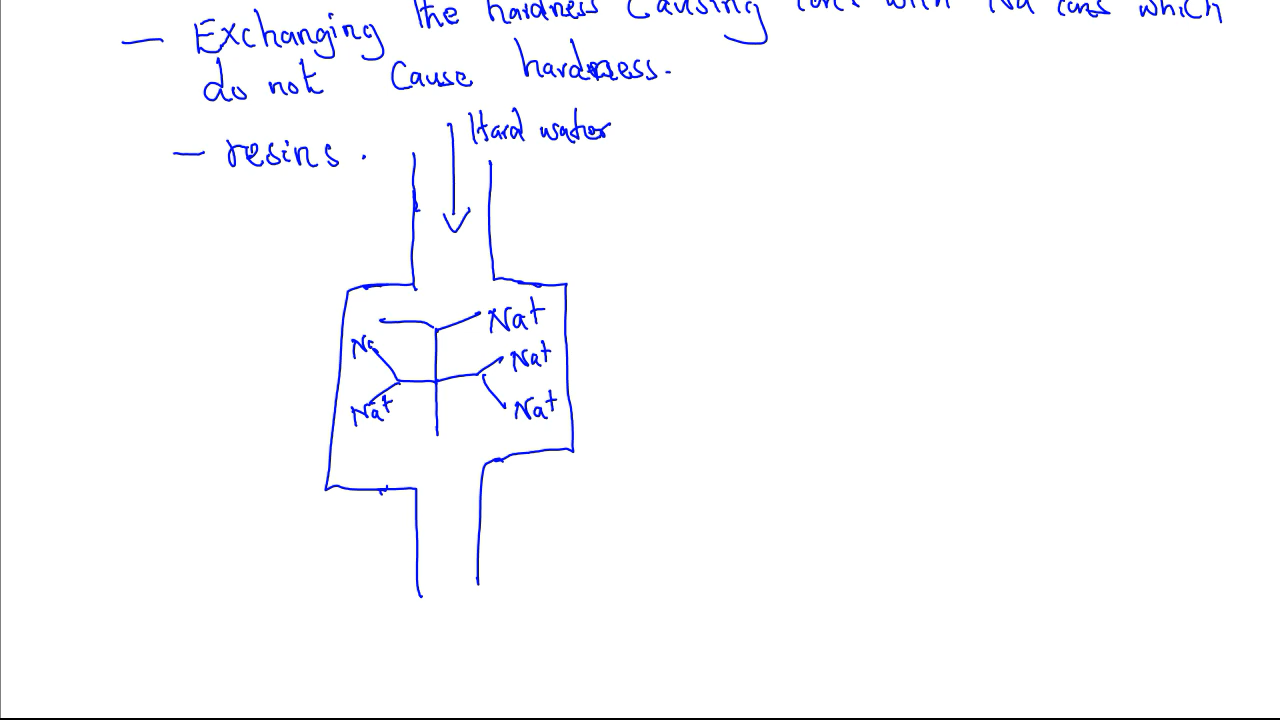 — Exchanging the hardness causing ions with Na ions which
do not cause hardness.
— resins.
Hard water
Na+
Na
Na+
Na+
Na+